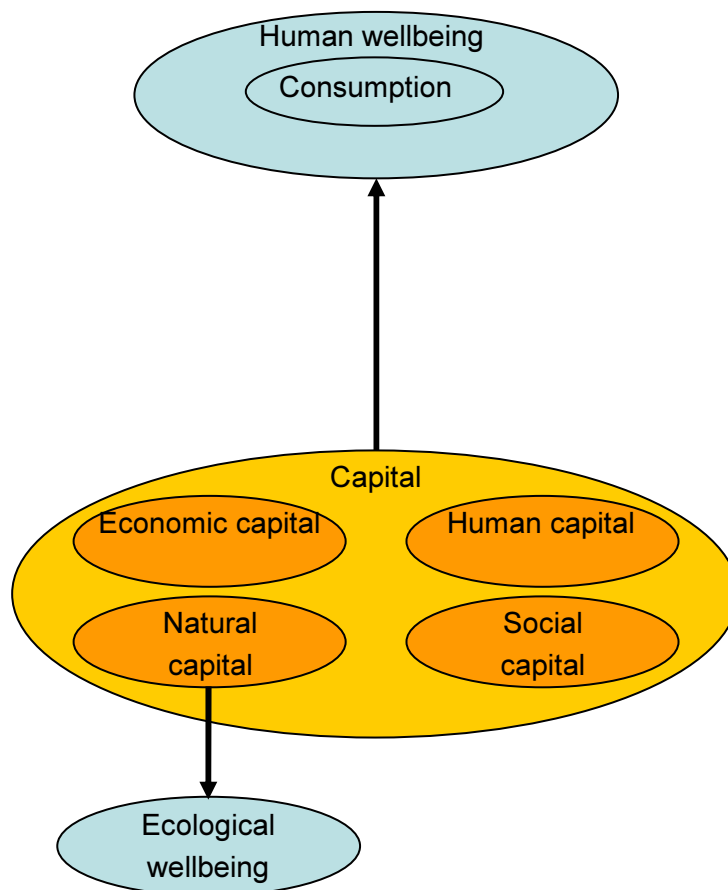 Human wellbeing
Consumption
Capital
Economic capital
Human capital
Natural
capital
Social
capital
Ecological
wellbeing